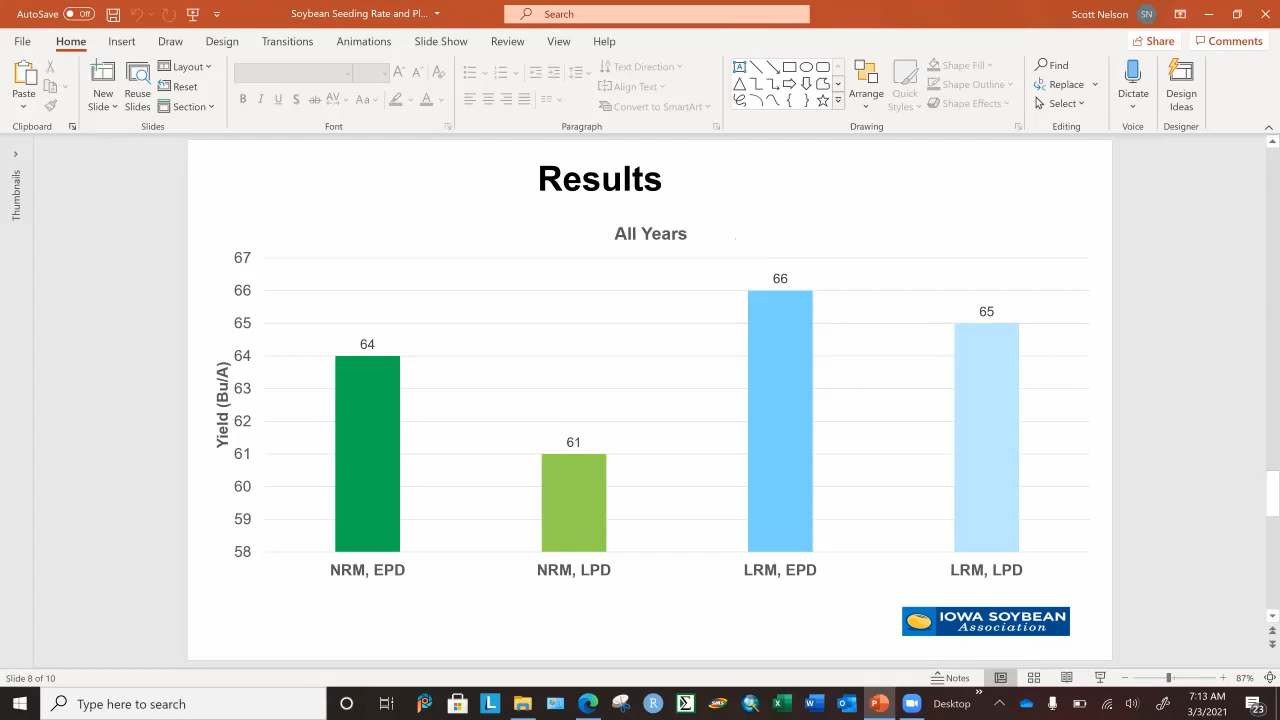 AutoSave Off Soybean Seeding Rate and Pl... Search Scott Nelson SN
File Home Insert Draw Design Transitions Animations Slide Show Review View Help Share Comments
Paste New Slide Reuse Slides Layout Reset Section
B I U S ab AV Aa A
Text Direction Align Text Convert to SmartArt
Arrange Quick Styles Shape Fill Shape Outline Shape Effects
Find Replace Select Dictate Design Ideas
Clipboard Slides Font Paragraph Drawing Editing Voice Designer
Thumbnails
Results
All Years
Yield (Bu/A)
67
66
65
64
63
62
61
60
59
58
64
61
66
65
NRM, EPD NRM, LPD LRM, EPD LRM, LPD
IOWA SOYBEAN
Association
Slide 8 of 10 Notes 87%
Type here to search Desktop 7:13 AM
3/3/2021 23